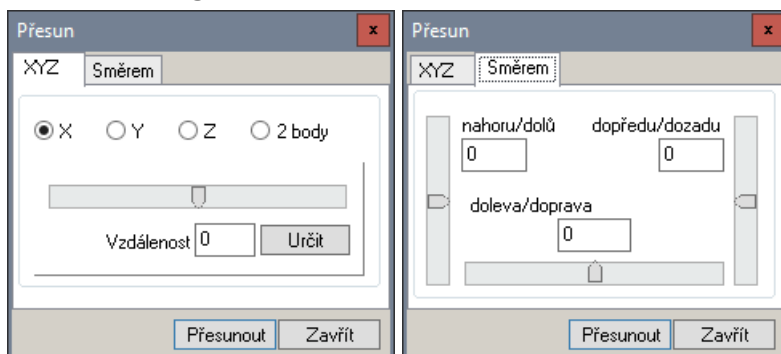 Přesun
x
XYZ Směrem
X Y Z 2 body
Vzdálenost 0 Určit
Přesunout Zavřít
Přesun
x
XYZ Směrem
nahoru/dolů dopředu/dozadu
0 0
doleva/doprava
0
Přesunout Zavřít